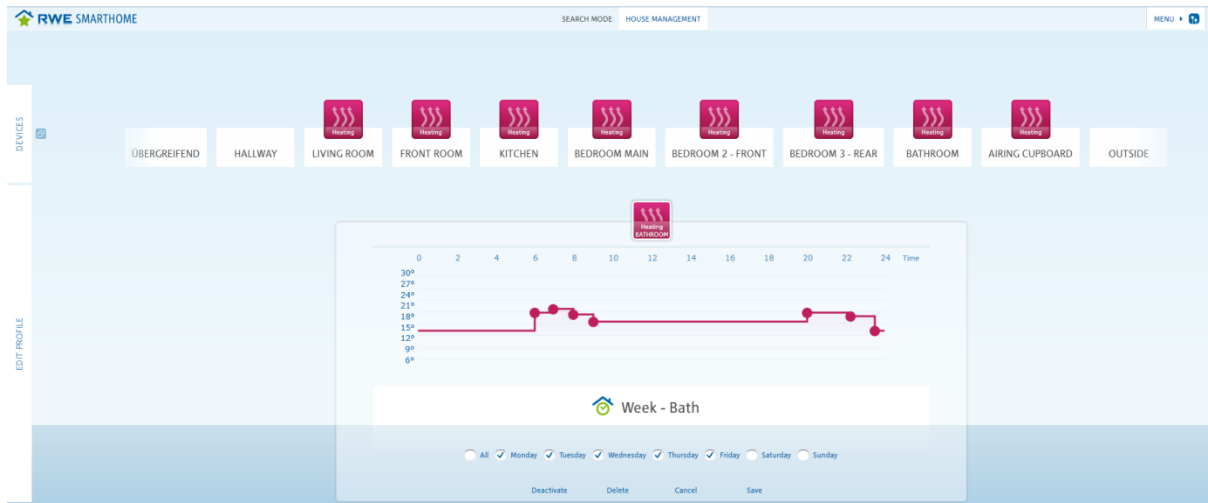 RWE SMARTHOME
SEARCH MODE HOUSE MANAGEMENT
MENU
DEVICES
Heating Heating Heating Heating Heating Heating Heating Heating
ÜBERGREIFEND HALLWAY LIVING ROOM FRONT ROOM KITCHEN BEDROOM MAIN BEDROOM 2 - FRONT BEDROOM 3 - REAR BATHROOM AIRING CUPBOARD OUTSIDE
EDIT PROFILE
Heating
BATHROOM
0 2 4 6 8 10 12 14 16 18 20 22 24 Time
30°
27°
24°
21°
18°
15°
12°
9°
6°
Week - Bath
All Monday Tuesday Wednesday Thursday Friday Saturday Sunday
Deactivate Delete Cancel Save